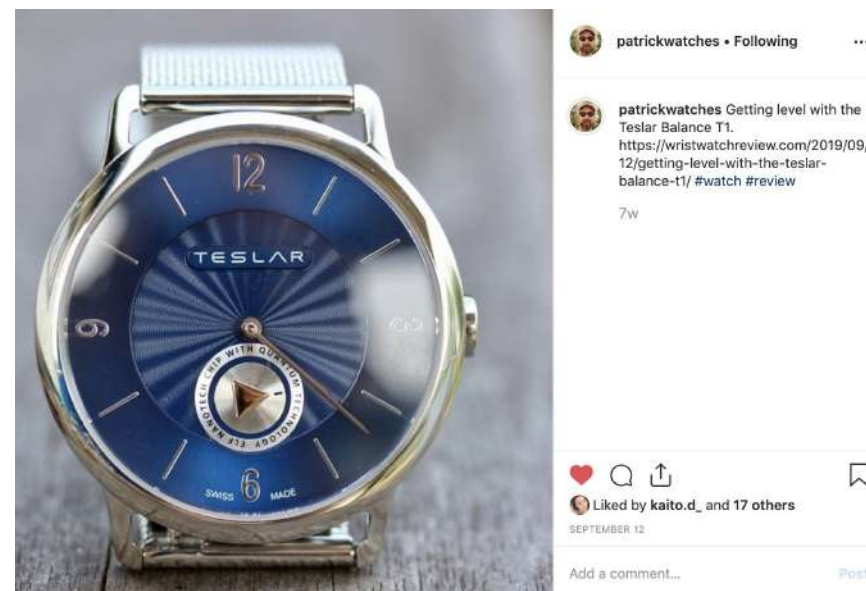 12
TESLAR
9
CHIP WITH QUANTUM TECHNOLOGY ELF NANOTECH
6
SWISS MADE
patrickwatches • Following
patrickwatches Getting level with the
Teslar Balance T1.
https://wristwatchreview.com/2019/09/
12/getting-level-with-the-teslar-
balance-t1/ #watch #review
7w
Liked by kaito.d_ and 17 others
SEPTEMBER 12
Add a comment...
Post